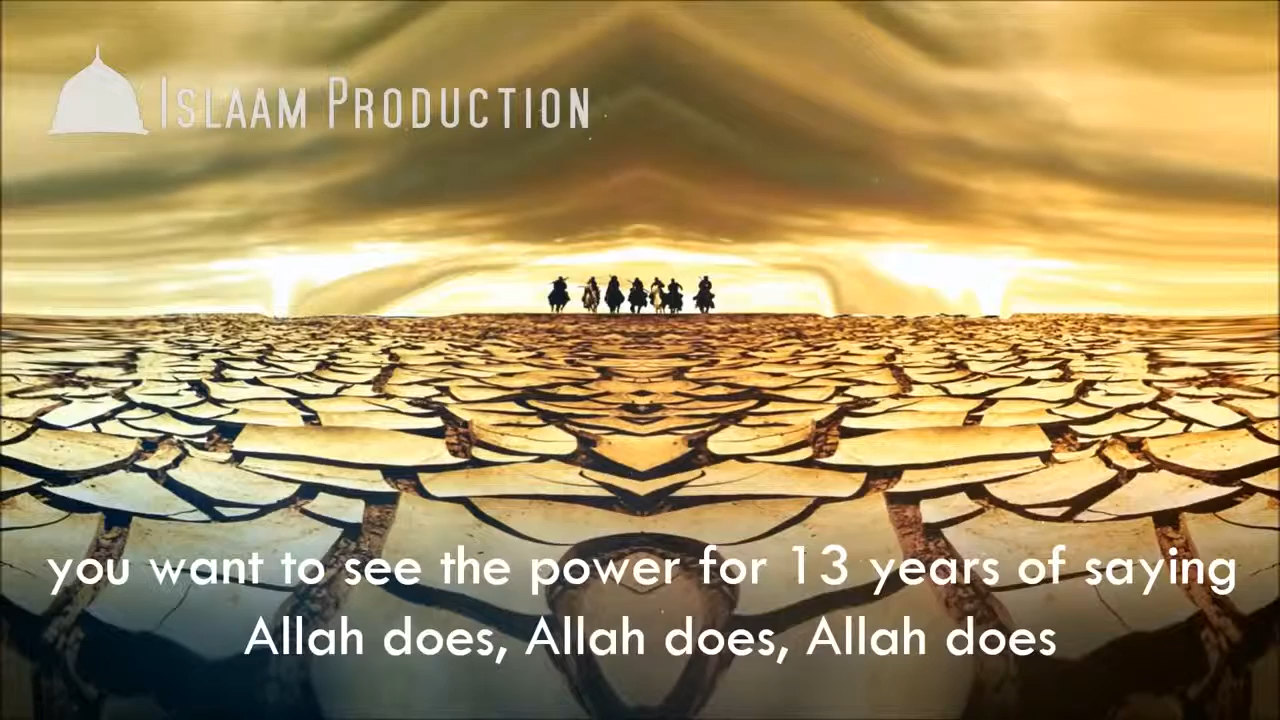 Islaam Production
you want to see the power for 13 years of saying
Allah does, Allah does, Allah does